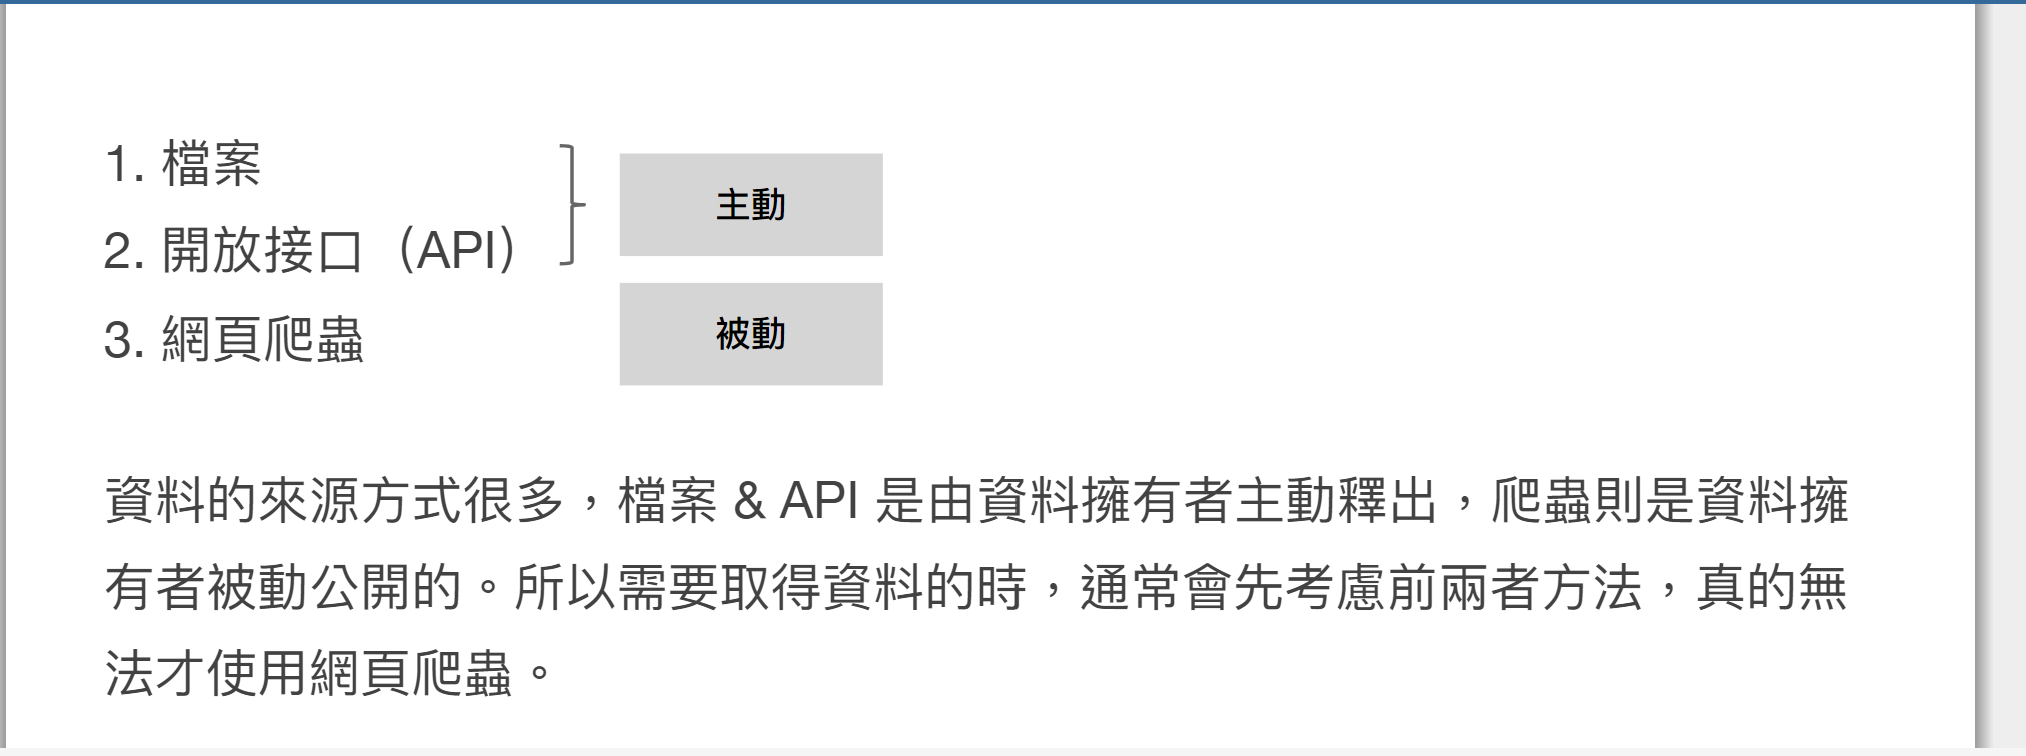 1. 檔案
2. 開放接口（API）
3. 網頁爬蟲
主動
被動
資料的來源方式很多，檔案 & API 是由資料擁有者主動釋出，爬蟲則是資料擁
有者被動公開的。所以需要取得資料的時，通常會先考慮前兩者方法，真的無
法才使用網頁爬蟲。